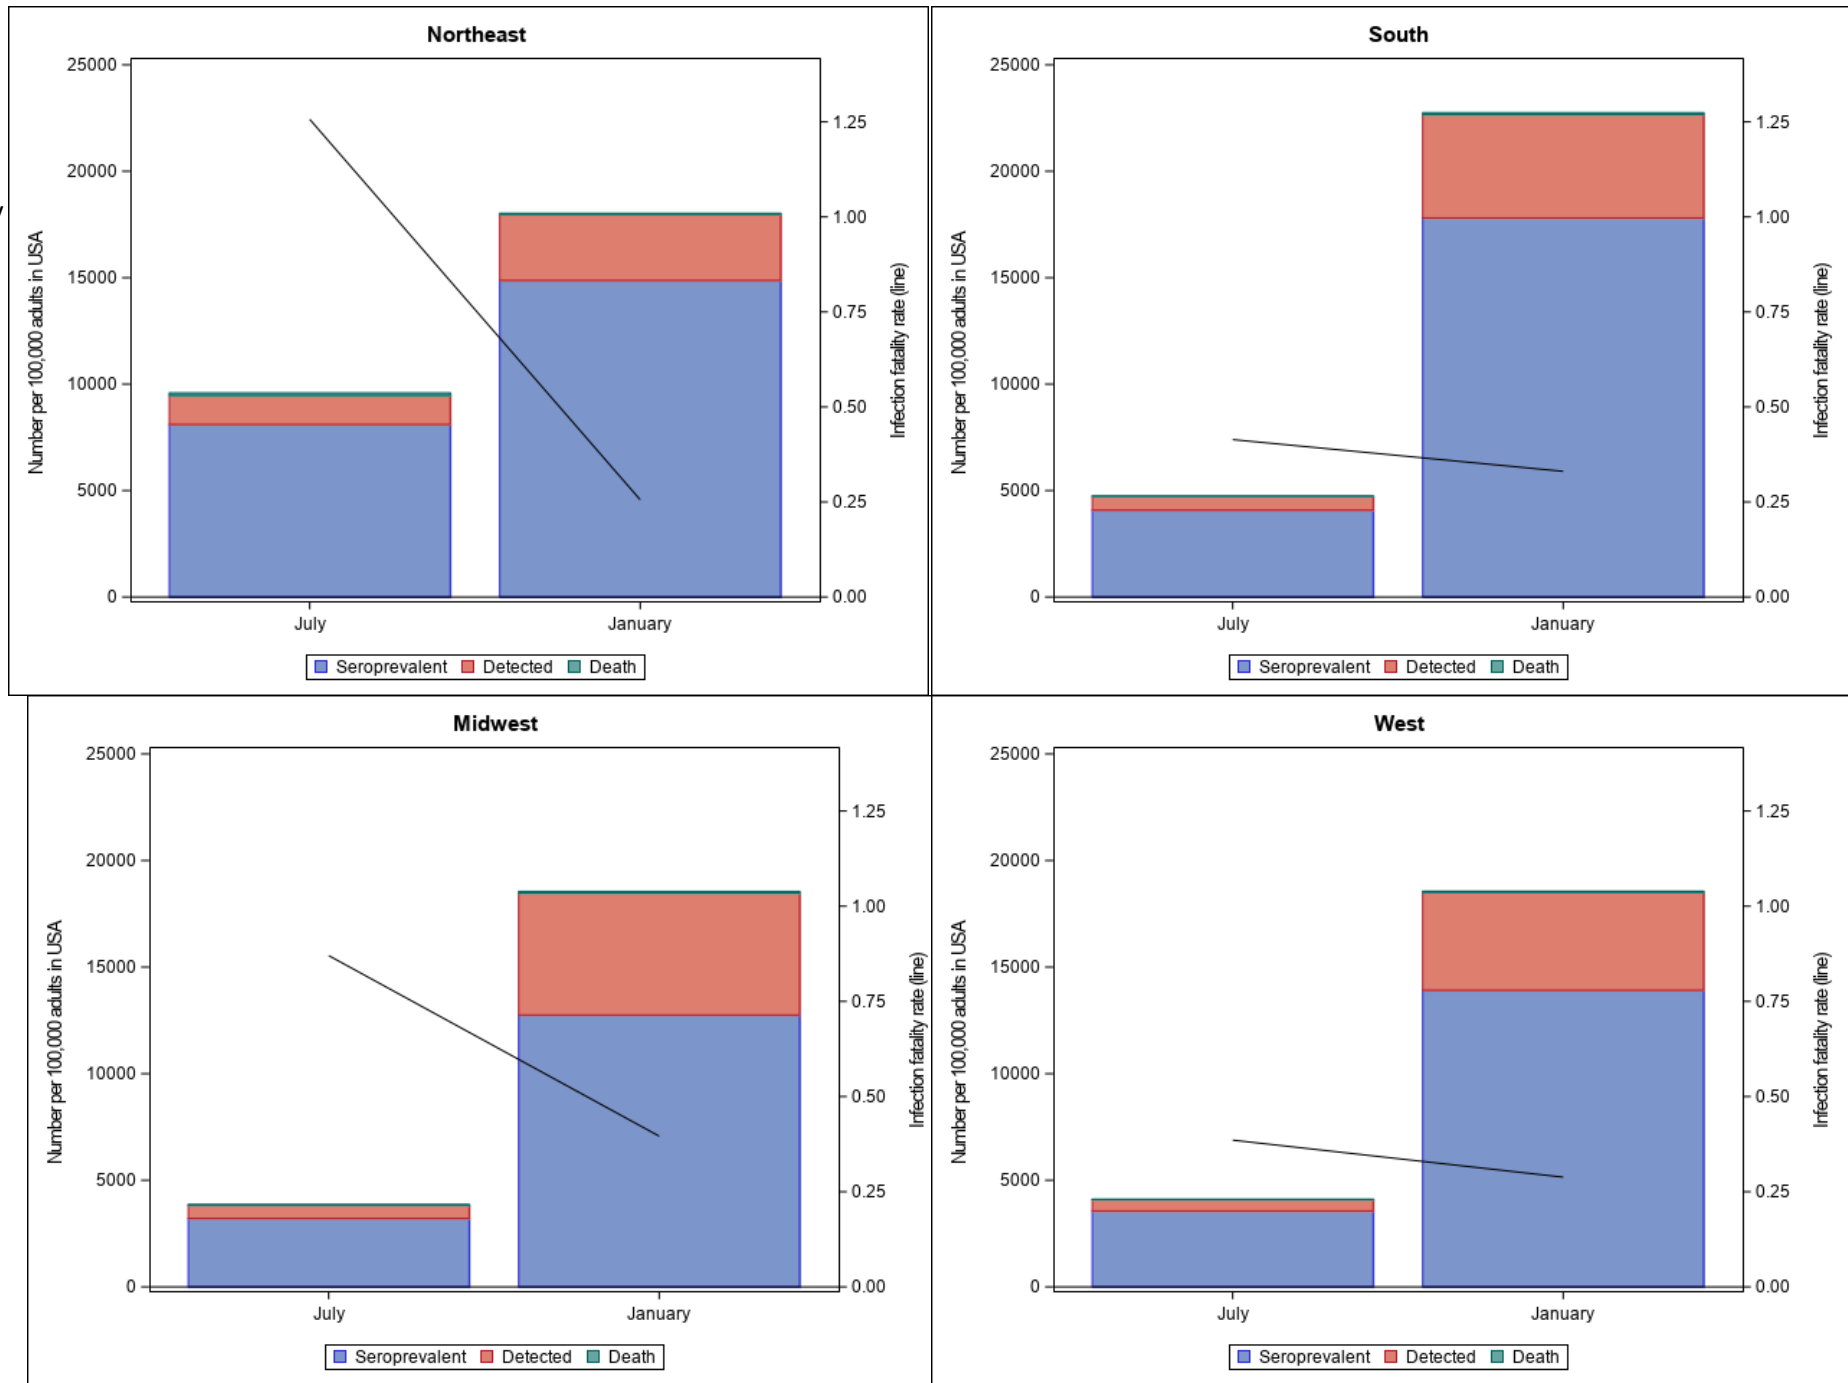 Northeast
25000
20000
15000
10000
5000
0
Number per 100,000 adults in USA
1.25
1.00
0.75
0.50
0.25
0.00
Infection fatality rate (line)
July January
Seroprevalent Detected Death
South
25000
20000
15000
10000
5000
0
Number per 100,000 adults in USA
1.25
1.00
0.75
0.50
0.25
0.00
Infection fatality rate (line)
July January
Seroprevalent Detected Death
Midwest
25000
20000
15000
10000
5000
0
Number per 100,000 adults in USA
1.25
1.00
0.75
0.50
0.25
0.00
Infection fatality rate (line)
July January
Seroprevalent Detected Death
West
25000
20000
15000
10000
5000
0
Number per 100,000 adults in USA
1.25
1.00
0.75
0.50
0.25
0.00
Infection fatality rate (line)
July January
Seroprevalent Detected Death